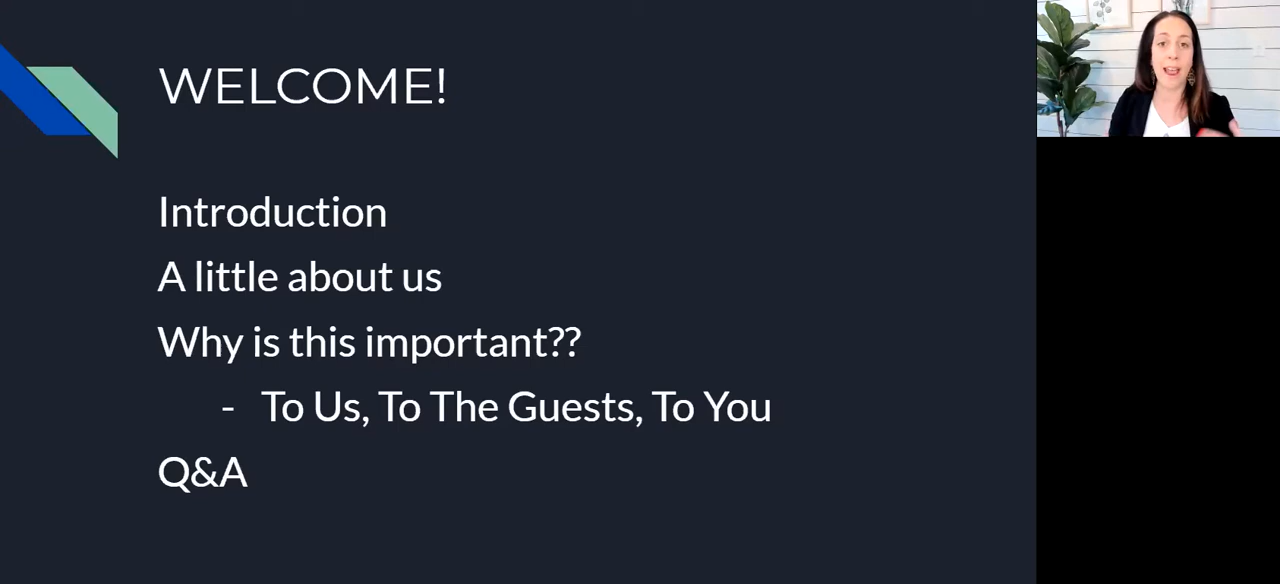 WELCOME!
Introduction
A little about us
Why is this important??
- To Us, To The Guests, To You
Q&A